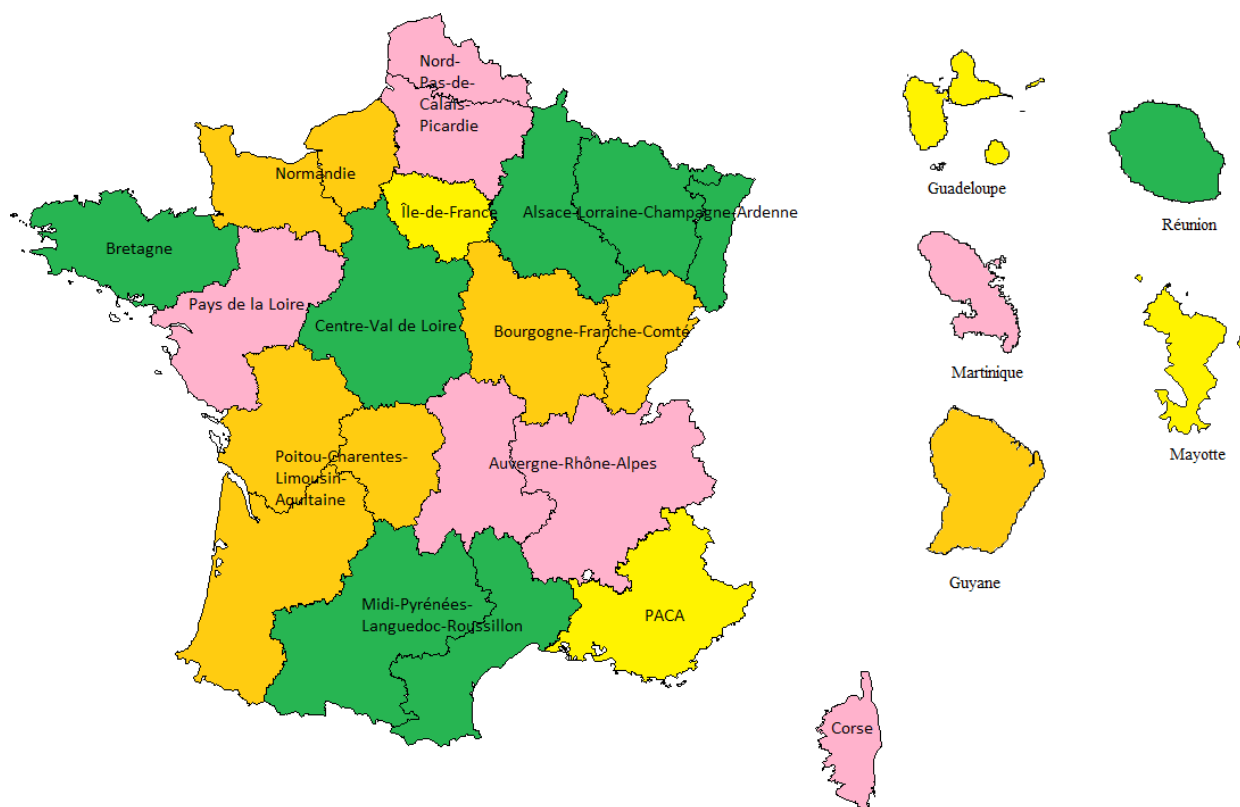 Nord-
Pas-de-
Calais-
Picardie
Normandie
Île-de-France
Alsace-Lorraine-Champagne-Ardenne
Bretagne
Pays de la Loire
Centre-Val de Loire
Bourgogne-Franche-Comté
Poitou-Charentes-
Limousin-
Aquitaine
Auvergne-Rhône-Alpes
Midi-Pyrénées-
Languedoc-Roussillon
PACA
Corse
Guadeloupe
Réunion
Martinique
Mayotte
Guyane